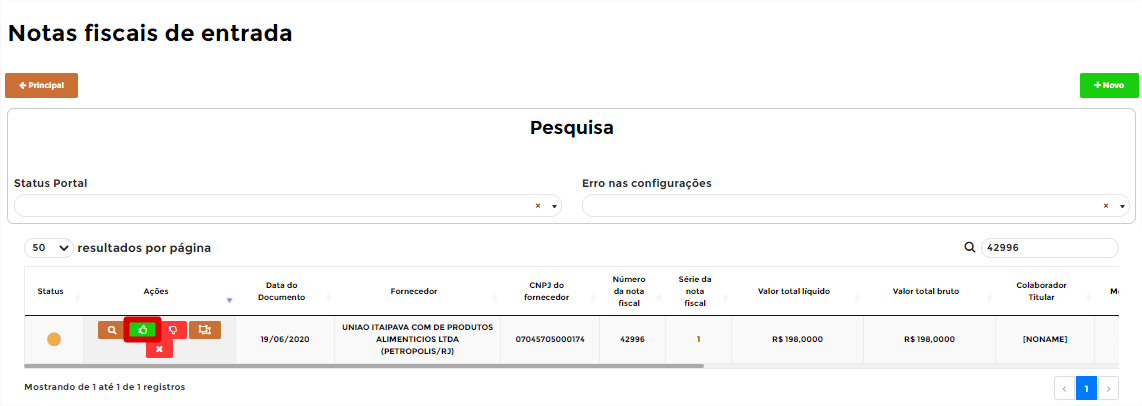 Notas fiscais de entrada
Principal
Novo
Pesquisa
Status Portal
Erro nas configurações
× 
×
50 resultados por página
42996
Status
Ações
Data do
Documento
Fornecedor
CNPJ do
fornecedor
Número
da nota
fiscal
Série da
nota
fiscal
Valor total líquido
Valor total bruto
Colaborador
Titular
Mo
19/06/2020
UNIAO ITAIPAVA COM DE PRODUTOS
ALIMENTICIOS LTDA
(PETROPOLIS/RJ)
07045705000174
42996
1
R$ 198,0000
R$ 198,0000
[NONAME]
Mostrando de 1 até 1 de 1 registros
‹ 1 ›